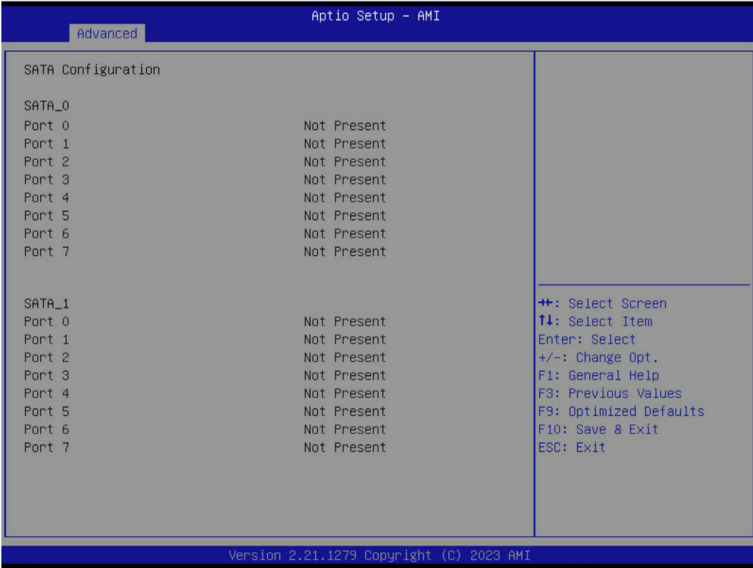 Aptio Setup – AMI
Advanced
SATA Configuration
SATA_0
Port 0 Not Present
Port 1 Not Present
Port 2 Not Present
Port 3 Not Present
Port 4 Not Present
Port 5 Not Present
Port 6 Not Present
Port 7 Not Present
SATA_1
Port 0 Not Present
Port 1 Not Present
Port 2 Not Present
Port 3 Not Present
Port 4 Not Present
Port 5 Not Present
Port 6 Not Present
Port 7 Not Present
→←: Select Screen
↑↓: Select Item
Enter: Select
+/-: Change Opt.
F1: General Help
F3: Previous Values
F9: Optimized Defaults
F10: Save & Exit
ESC: Exit
Version 2.21.1279 Copyright (C) 2023 AMI